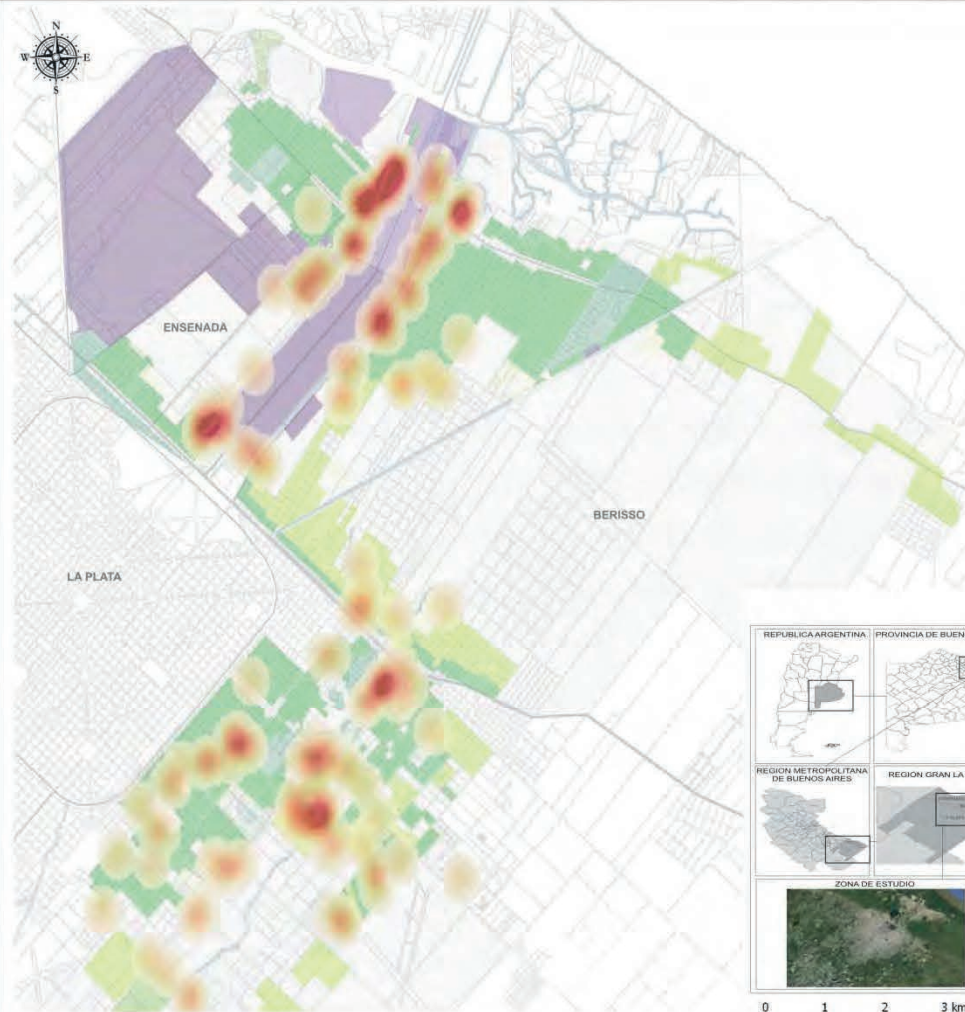 N
W E
S
ENSENADA
BERISSO
LA PLATA
REPUBLICA ARGENTINA
PROVINCIA DE BUEN
REGION METROPOLITANA
DE BUENOS AIRES
REGION GRAN LA
ZONA DE ESTUDIO
0 1 2 3 km